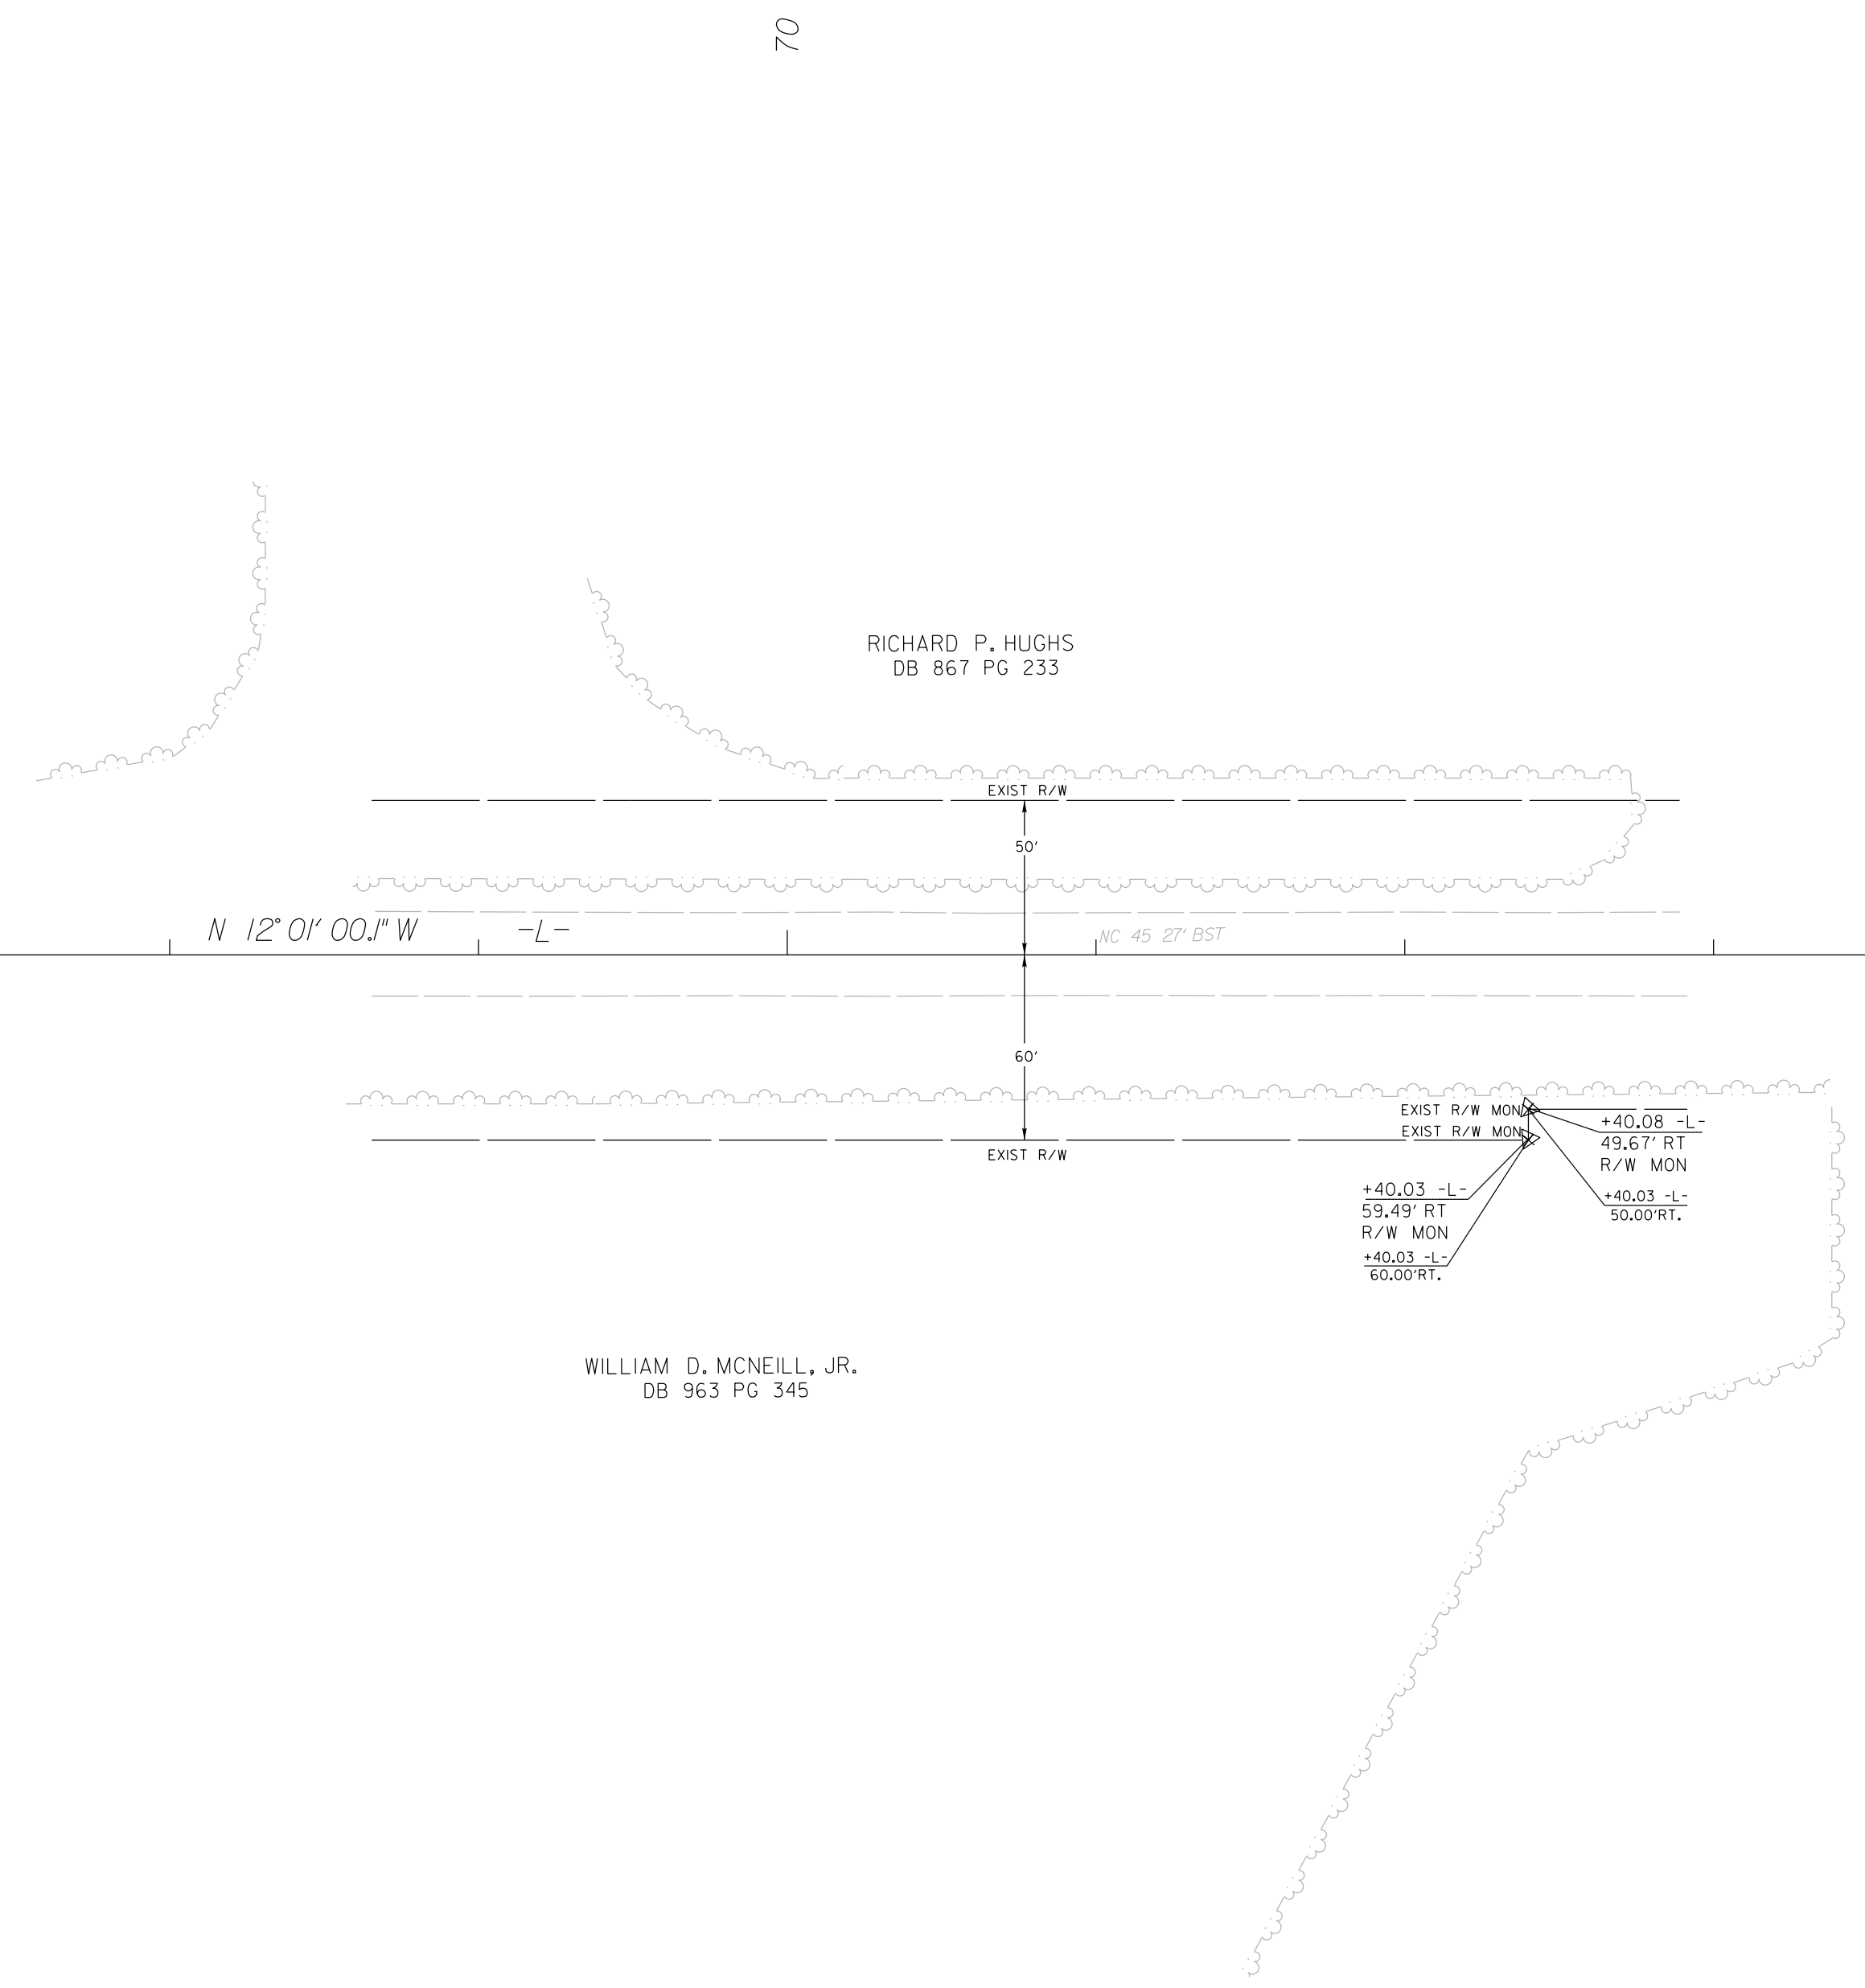 70
RICHARD P. HUGHS
DB 867 PG 233
EXIST R/W
50'
N 12° 01' 00.1" W
-L-
NC 45 27' BST
60'
EXIST R/W MON
EXIST R/W MON
EXIST R/W
+40.08 -L-
49.67' RT
R/W MON
+40.03 -L-
50.00'RT.
+40.03 -L-
59.49' RT
R/W MON
+40.03 -L-
60.00'RT.
WILLIAM D. MCNEILL, JR.
DB 963 PG 345